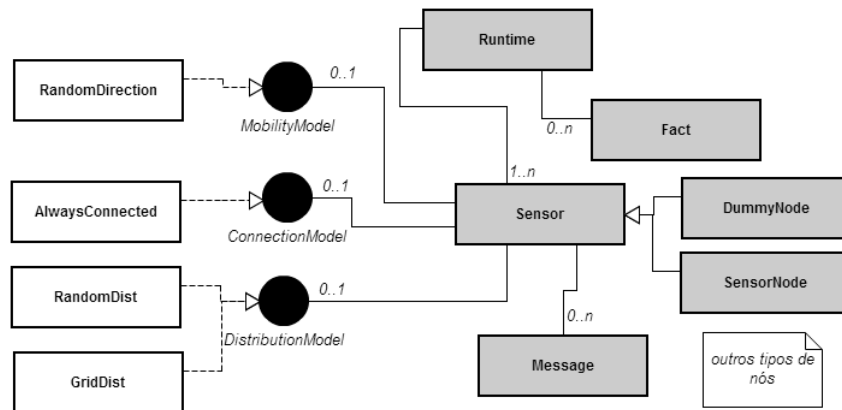 Runtime
0..1
RandomDirection
MobilityModel
0..n
Fact
1..n
0..1
AlwaysConnected
Sensor
DummyNode
ConnectionModel
RandomDist
0..1
SensorNode
DistributionModel
0..n
GridDist
Message
outros tipos de
nós